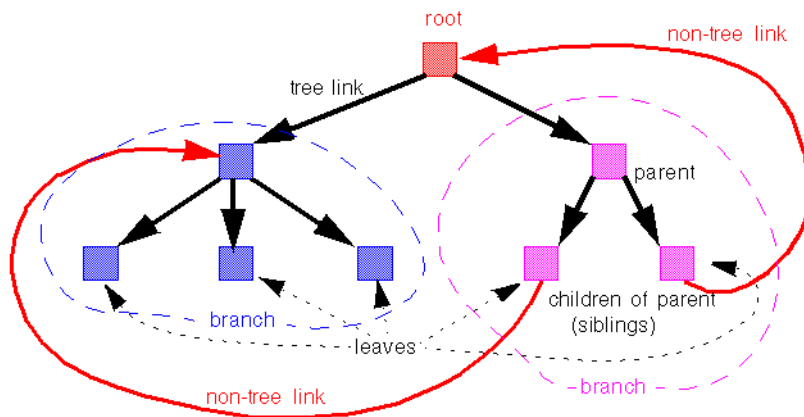 root
non-tree link
tree link
parent
children of parent
(siblings)
branch
leaves
branch
non-tree link